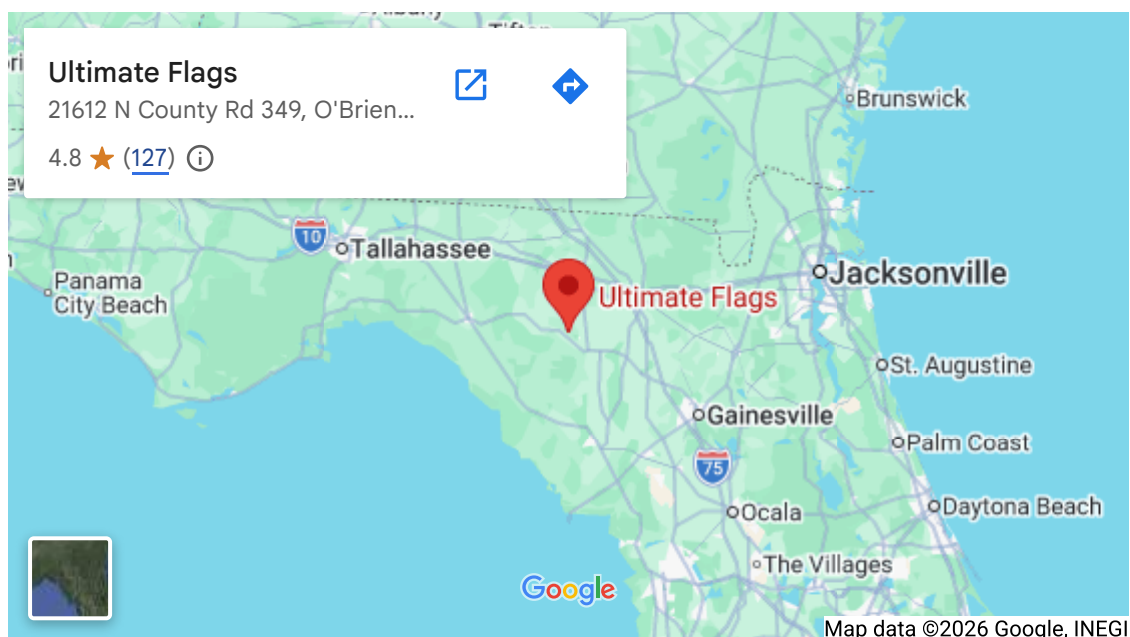 Ultimate Flags
21612 N County Rd 349, O'Brien...
4.8 ★ (127)
Brunswick
10
Tallahassee
Jacksonville
Panama
City Beach
Ultimate Flags
St. Augustine
Gainesville
Palm Coast
75
Ocala
Daytona Beach
The Villages
Google
Map data ©2026 Google, INEGI